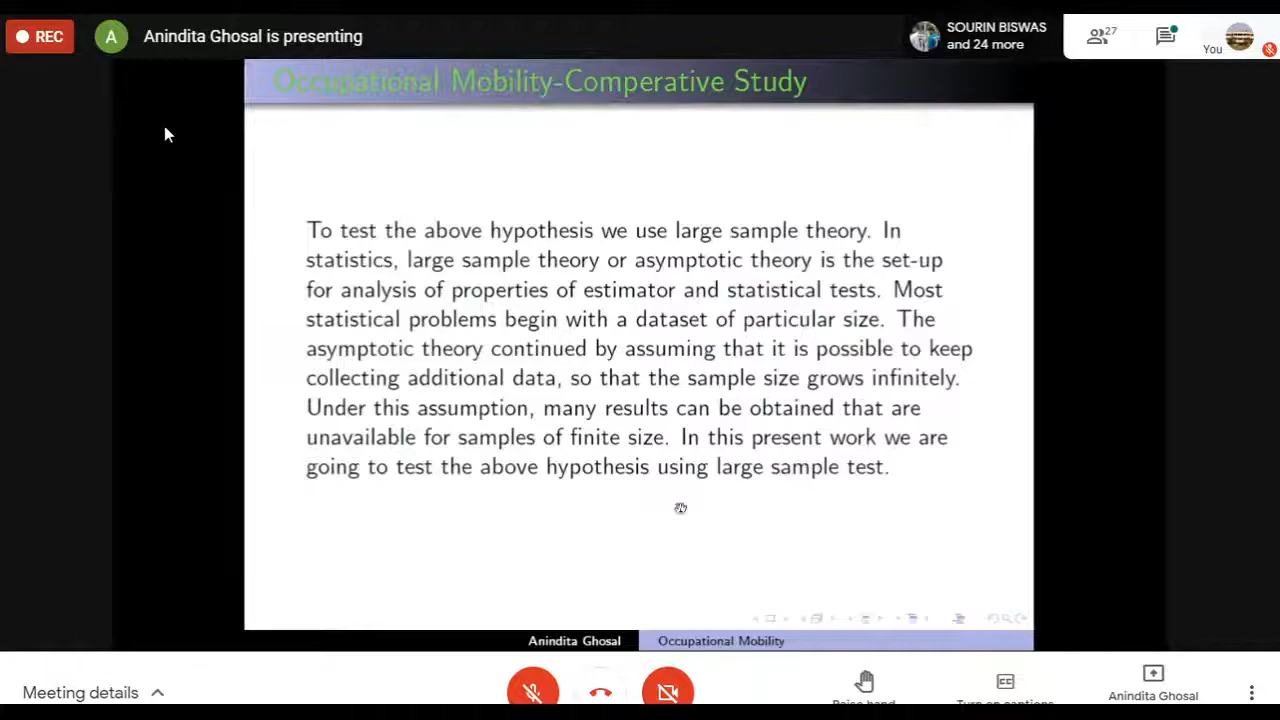 REC
A
Anindita Ghosal is presenting
SOURIN BISWAS
and 24 more
27
You
Occupational Mobility-Comperative Study
To test the above hypothesis we use large sample theory. In
statistics, large sample theory or asymptotic theory is the set-up
for analysis of properties of estimator and statistical tests. Most
statistical problems begin with a dataset of particular size. The
asymptotic theory continued by assuming that it is possible to keep
collecting additional data, so that the sample size grows infinitely.
Under this assumption, many results can be obtained that are
unavailable for samples of finite size. In this present work we are
going to test the above hypothesis using large sample test.
Anindita Ghosal
Occupational Mobility
Meeting details
CC
Raise hand
Turn on captions
Anindita Ghosal